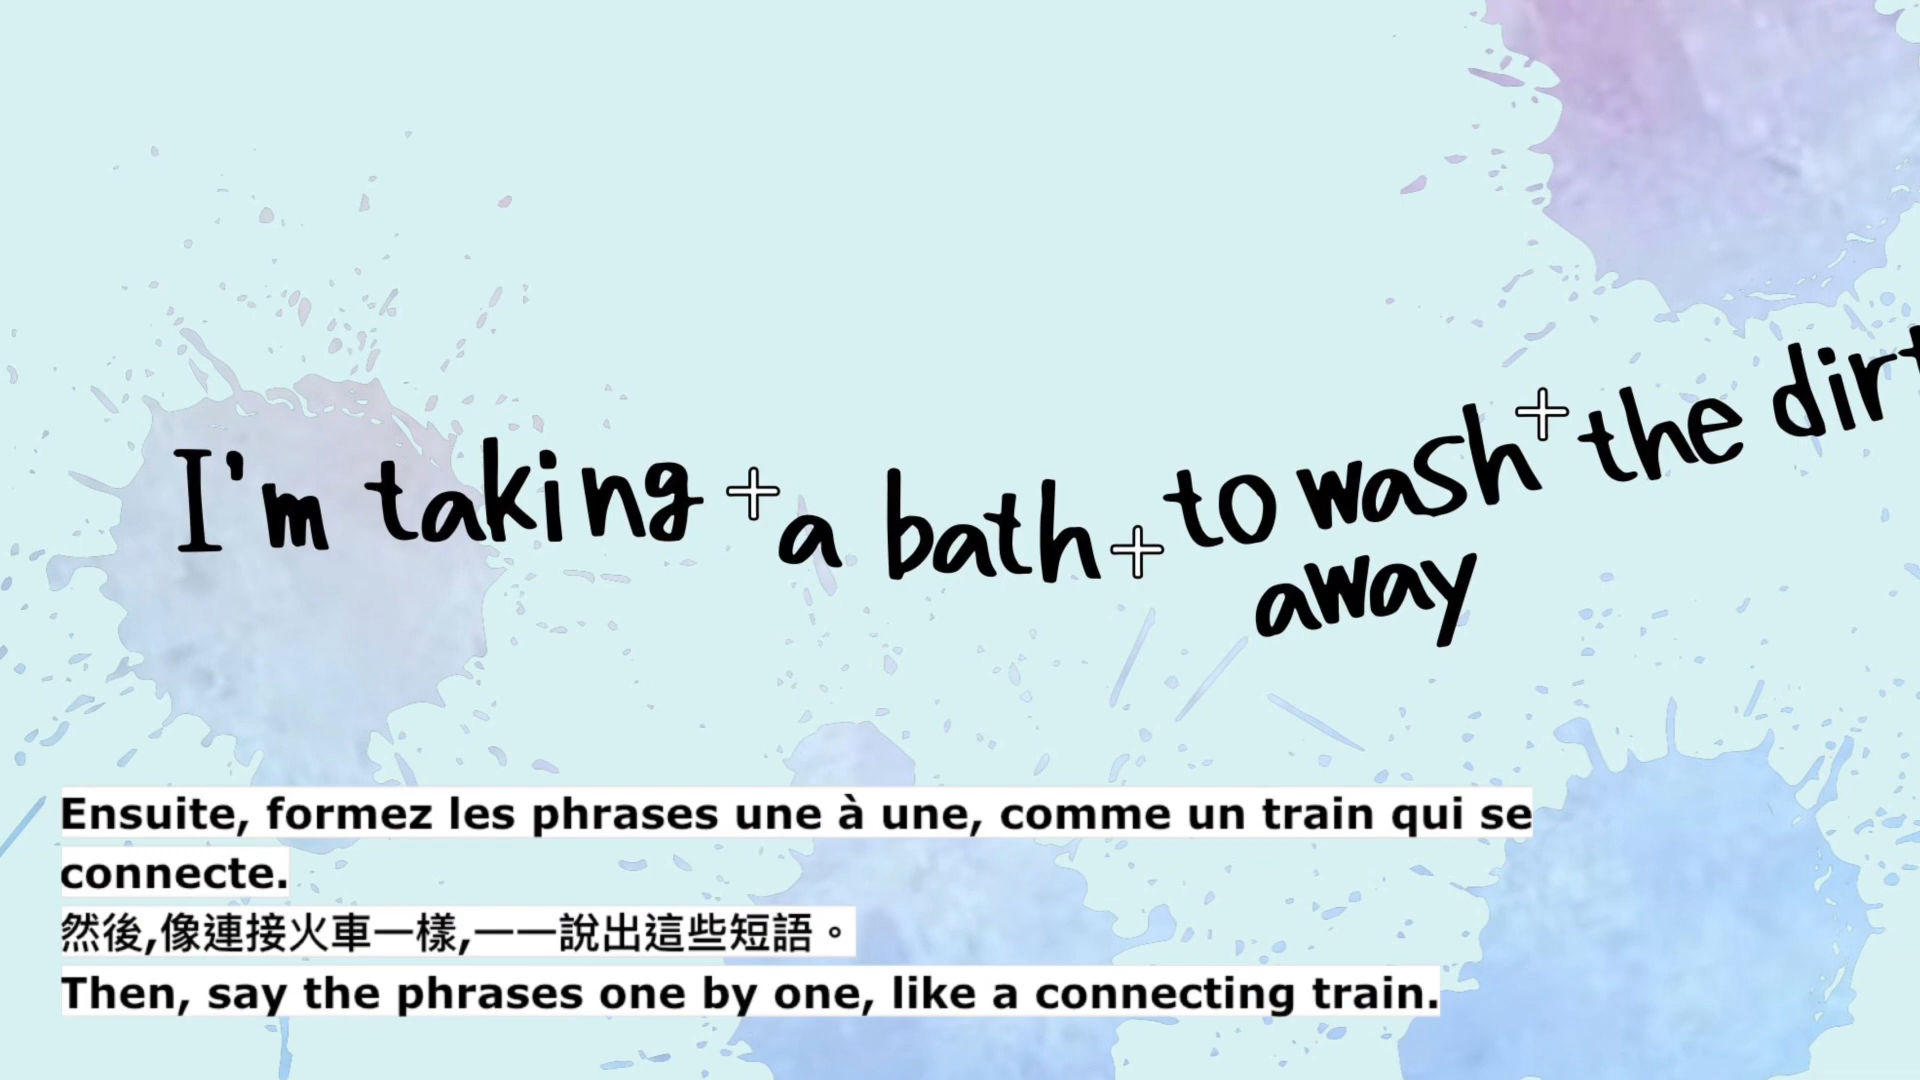 I'm taking + a bath + to wash + the dirt
away
Ensuite, formez les phrases une à une, comme un train qui se
connecte.
然後,像連接火車一樣,一一說出這些短語。
Then, say the phrases one by one, like a connecting train.